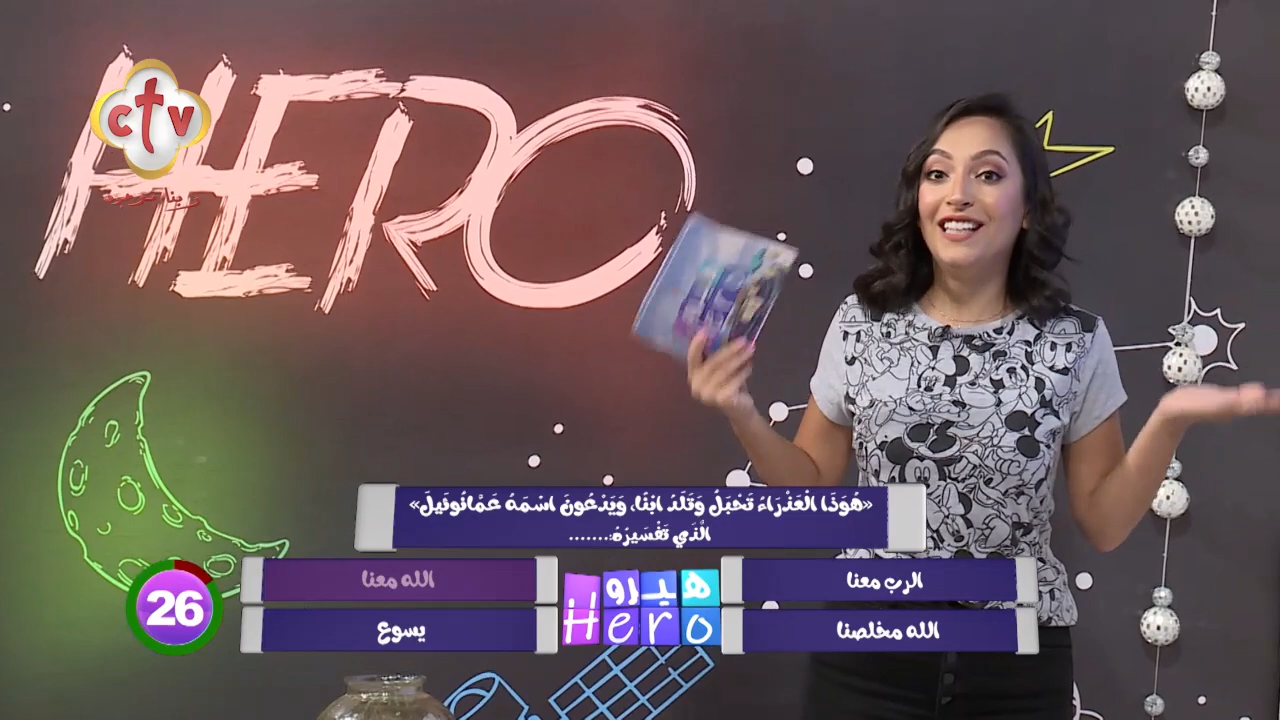 HERO
ctv
«هُوَذَا الْعَذْرَاءُ تَحْبَلُ وَتَلَدُ ابْنًا، وَيَدْعُونَ اسْمَهُ عَمَّانُوئَيلَ»
الَّذَي تَفْسَيرُهُ:.......
الرب معنا
الله معنا
الله مخلصنا
يسوع
هيرو
Hero
26